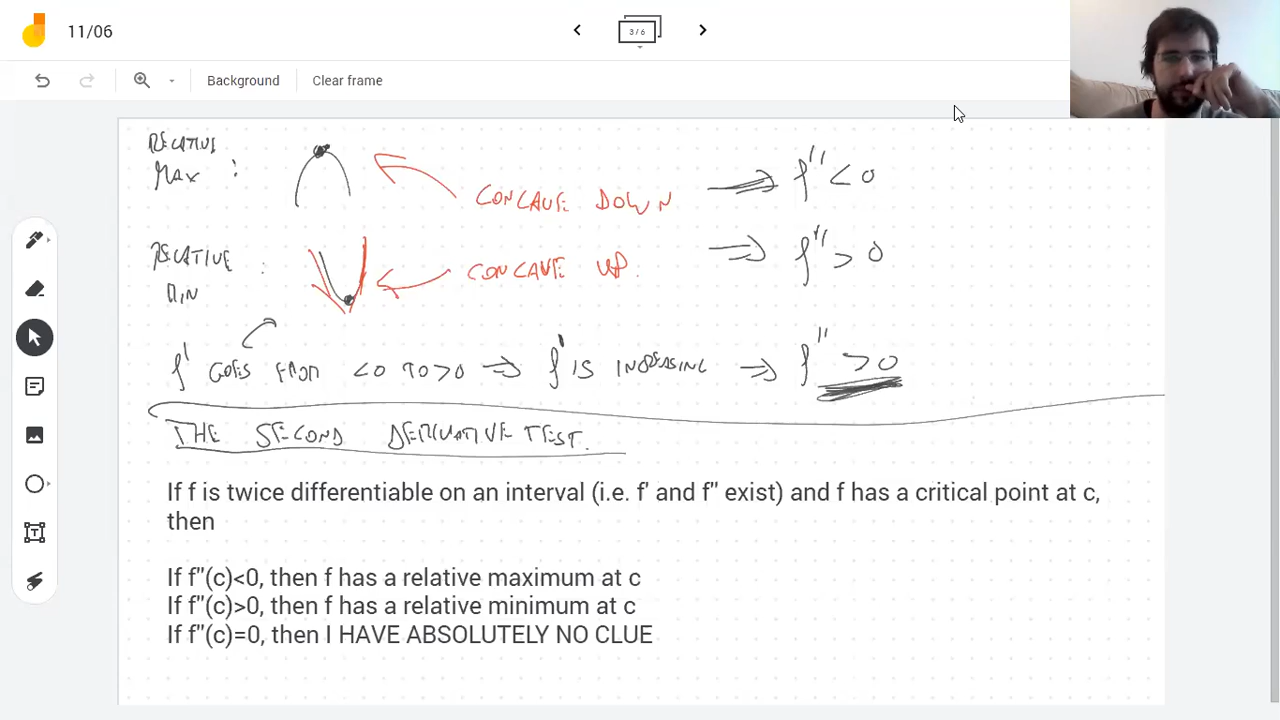 11/06
3/6
Background
Clear frame
RELATIVE
MAX :
CONCAVE DOWN
⇒ f'' < 0
RELATIVE
MIN :
CONCAVE UP.
⇒ f'' > 0
f' GOES FROM <0 TO >0 ⇒ f' IS INCREASING ⇒ f'' >0
THE SECOND DERIVATIVE TEST.
If f is twice differentiable on an interval (i.e. f' and f'' exist) and f has a critical point at c,
then
If f''(c)<0, then f has a relative maximum at c
If f''(c)>0, then f has a relative minimum at c
If f''(c)=0, then I HAVE ABSOLUTELY NO CLUE